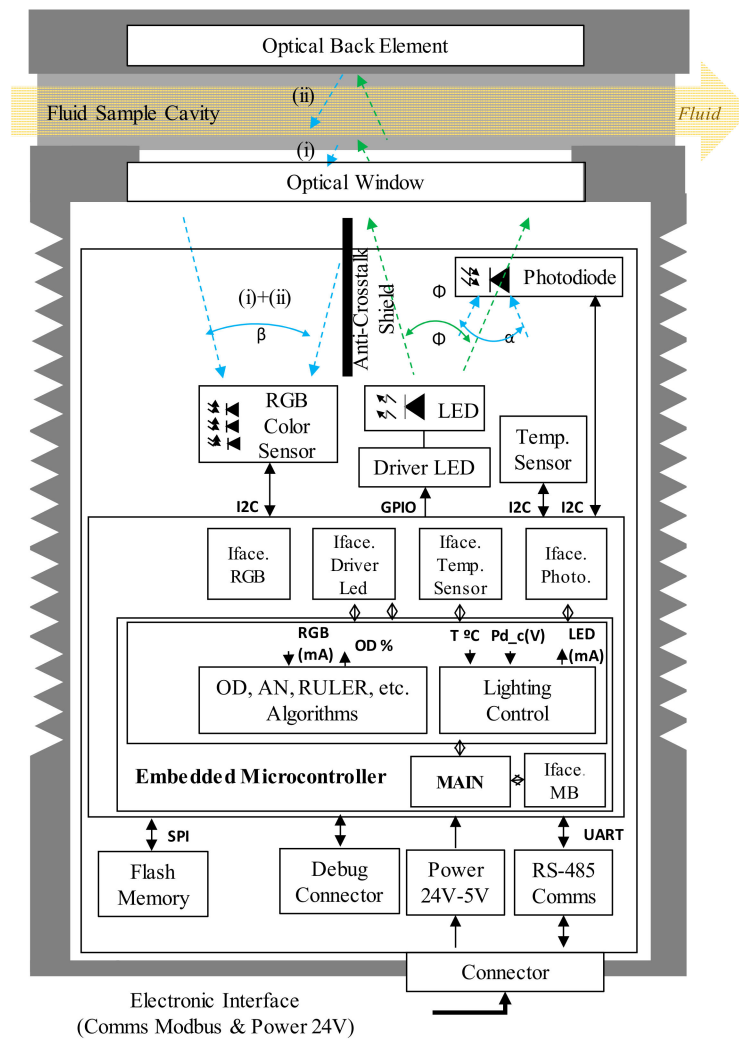 Optical Back Element
(ii)
Fluid Sample Cavity
Fluid
(i)
Optical Window
Anti-Crosstalk
Shield
Photodiode
Φ
(i)+(ii)
β
Φ
α
RGB
Color
Sensor
LED
Temp.
Sensor
Driver LED
I2C
GPIO
I2C
I2C
Iface.
RGB
Iface.
Driver
Led
Iface.
Temp.
Sensor
Iface.
Photo.
RGB
(mA)
OD %
T ºC
Pd_c(V)
LED
(mA)
OD, AN, RULER, etc.
Algorithms
Lighting
Control
Embedded Microcontroller
MAIN
Iface.
MB
SPI
UART
Flash
Memory
Debug
Connector
Power
24V-5V
RS-485
Comms
Connector
Electronic Interface
(Comms Modbus & Power 24V)